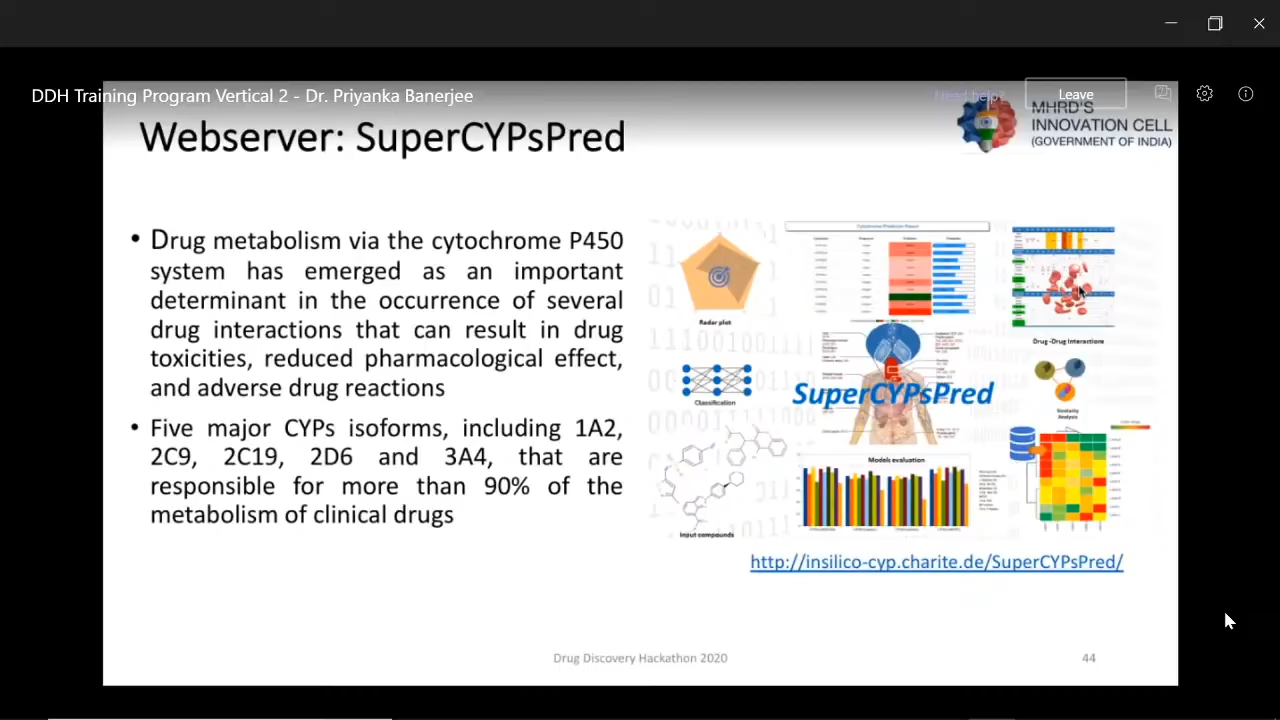 DDH Training Program Vertical 2 - Dr. Priyanka Banerjee
Need help?
Leave
Webserver: SuperCYPsPred
MHRD'S
INNOVATION CELL
(GOVERNMENT OF INDIA)
• Drug metabolism via the cytochrome P450
system has emerged as an important
determinant in the occurrence of several
drug interactions that can result in drug
toxicities, reduced pharmacological effect,
and adverse drug reactions
• Five major CYPs isoforms, including 1A2,
2C9, 2C19, 2D6 and 3A4, that are
responsible for more than 90% of the
metabolism of clinical drugs
Radar plot
Drug -Drug Interactions
Classification
SuperCYPsPred
Similarity
Analysis
Models evaluation
Input compounds
http://insilico-cyp.charite.de/SuperCYPsPred/
Drug Discovery Hackathon 2020
44